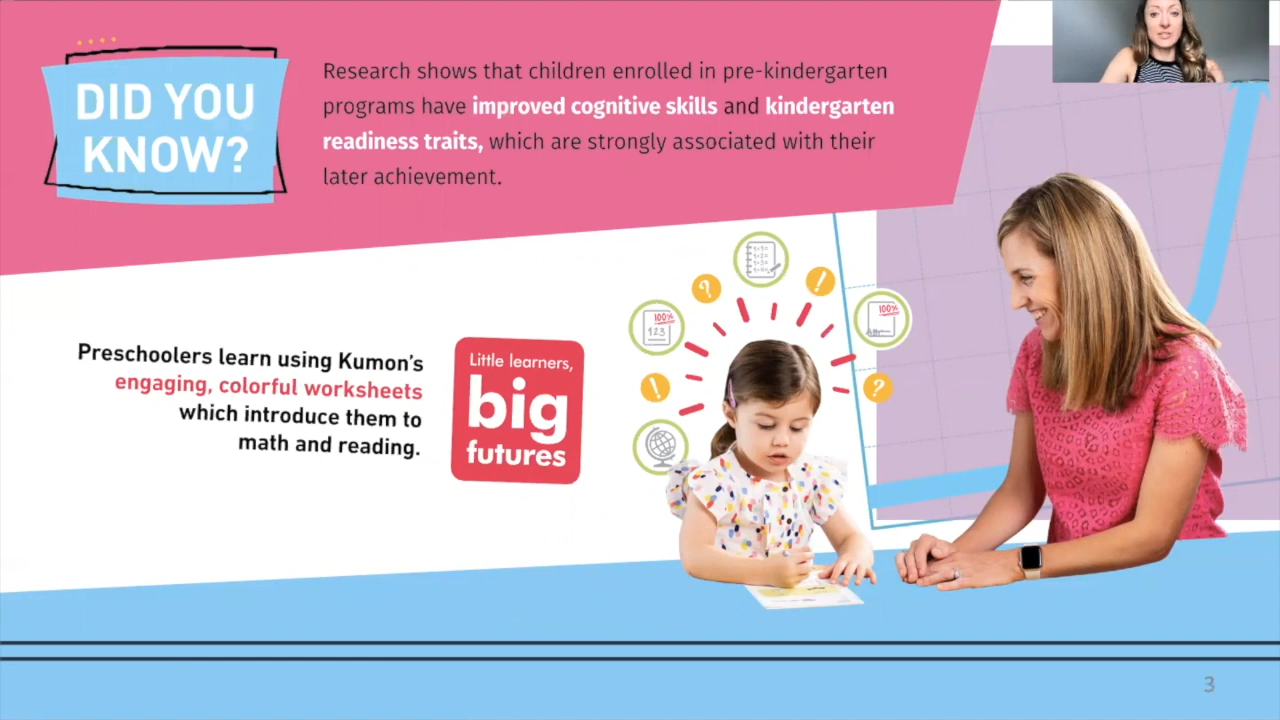 DID YOU
KNOW?
Research shows that children enrolled in pre-kindergarten
programs have improved cognitive skills and kindergarten
readiness traits, which are strongly associated with their
later achievement.
Preschoolers learn using Kumon's
engaging, colorful worksheets
which introduce them to
math and reading.
Little learners,
big
futures
?
!
100%
123
100%
!
?
3